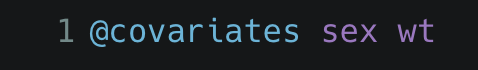 1 @covariates sex wt